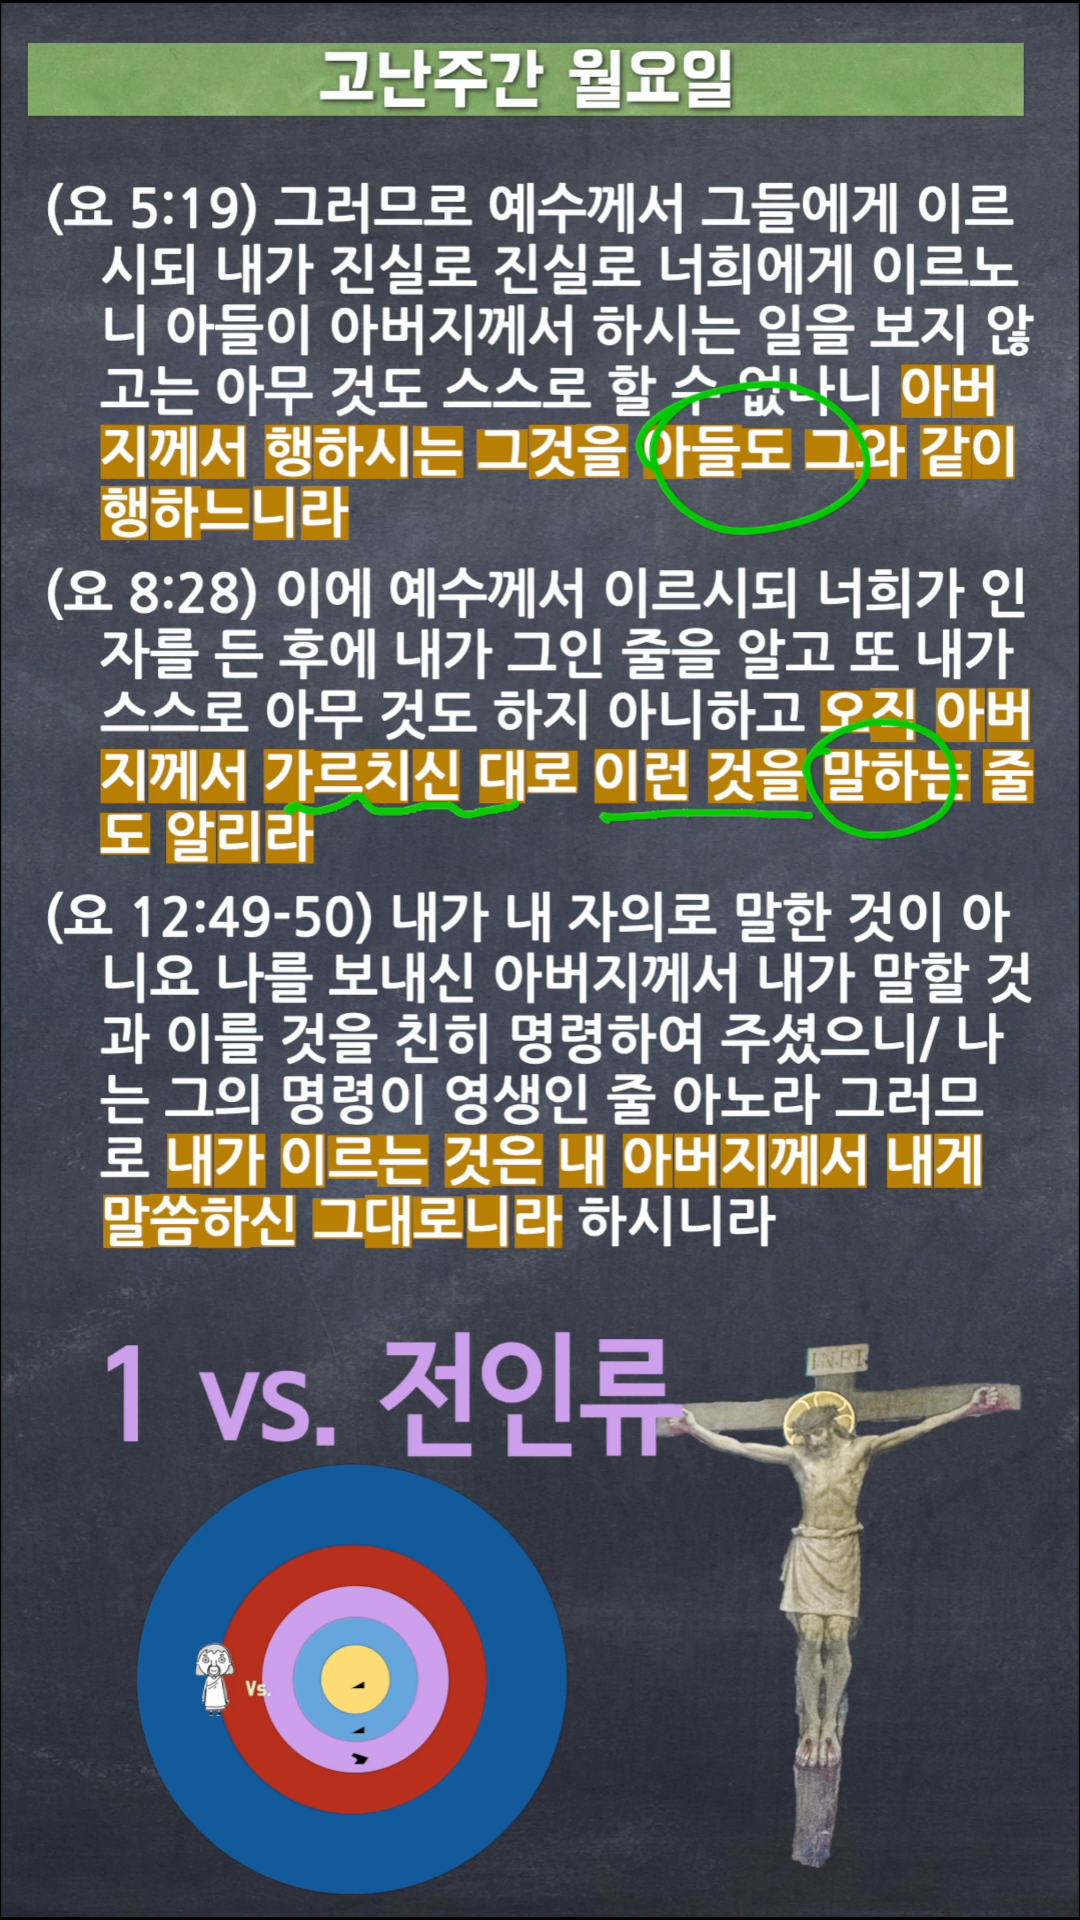 고난주간 월요일
(요 5:19) 그러므로 예수께서 그들에게 이르
시되 내가 진실로 진실로 너희에게 이르노
니 아들이 아버지께서 하시는 일을 보지 않
고는 아무 것도 스스로 할 수 없나니 아버
지께서 행하시는 그것을 아들도 그와 같이
행하느니라
(요 8:28) 이에 예수께서 이르시되 너희가 인
자를 든 후에 내가 그인 줄을 알고 또 내가
스스로 아무 것도 하지 아니하고 오직 아버
지께서 가르치신 대로 이런 것을 말하는 줄
도 알리라
(요 12:49-50) 내가 내 자의로 말한 것이 아
니요 나를 보내신 아버지께서 내가 말할 것
과 이를 것을 친히 명령하여 주셨으니/ 나
는 그의 명령이 영생인 줄 아노라 그러므
로 내가 이르는 것은 내 아버지께서 내게
말씀하신 그대로니라 하시니라
1 vs. 전인류
INRI
Vs.